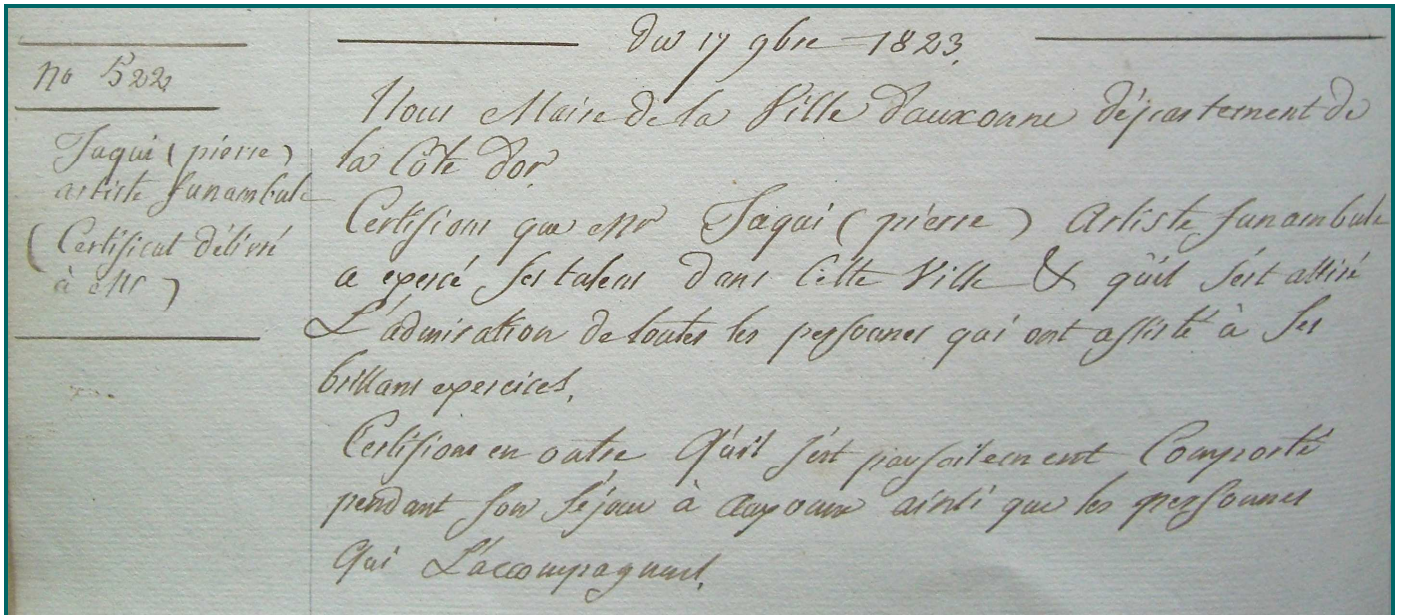 Du 17 9bre 1823.
no 522
Jaqui (pierre)
artiste funambule
(Certificat délivré
à Mr)
Nous Maire de la Ville d'auxonne département de
la Côte d'or
Certifions que Mr Jaqui (pierre) Artiste funambule
a exercé ses talens dans Cette Ville & qu'il s'est attiré
L'admiration de toutes les personnes qui ont assisté à Ses
brillans exercices.
Certifions en outre Qu'il s'est parfaitement Comporté
pendant son séjour à auxonne ainsi que les personnes
Qui L'accompagnent.